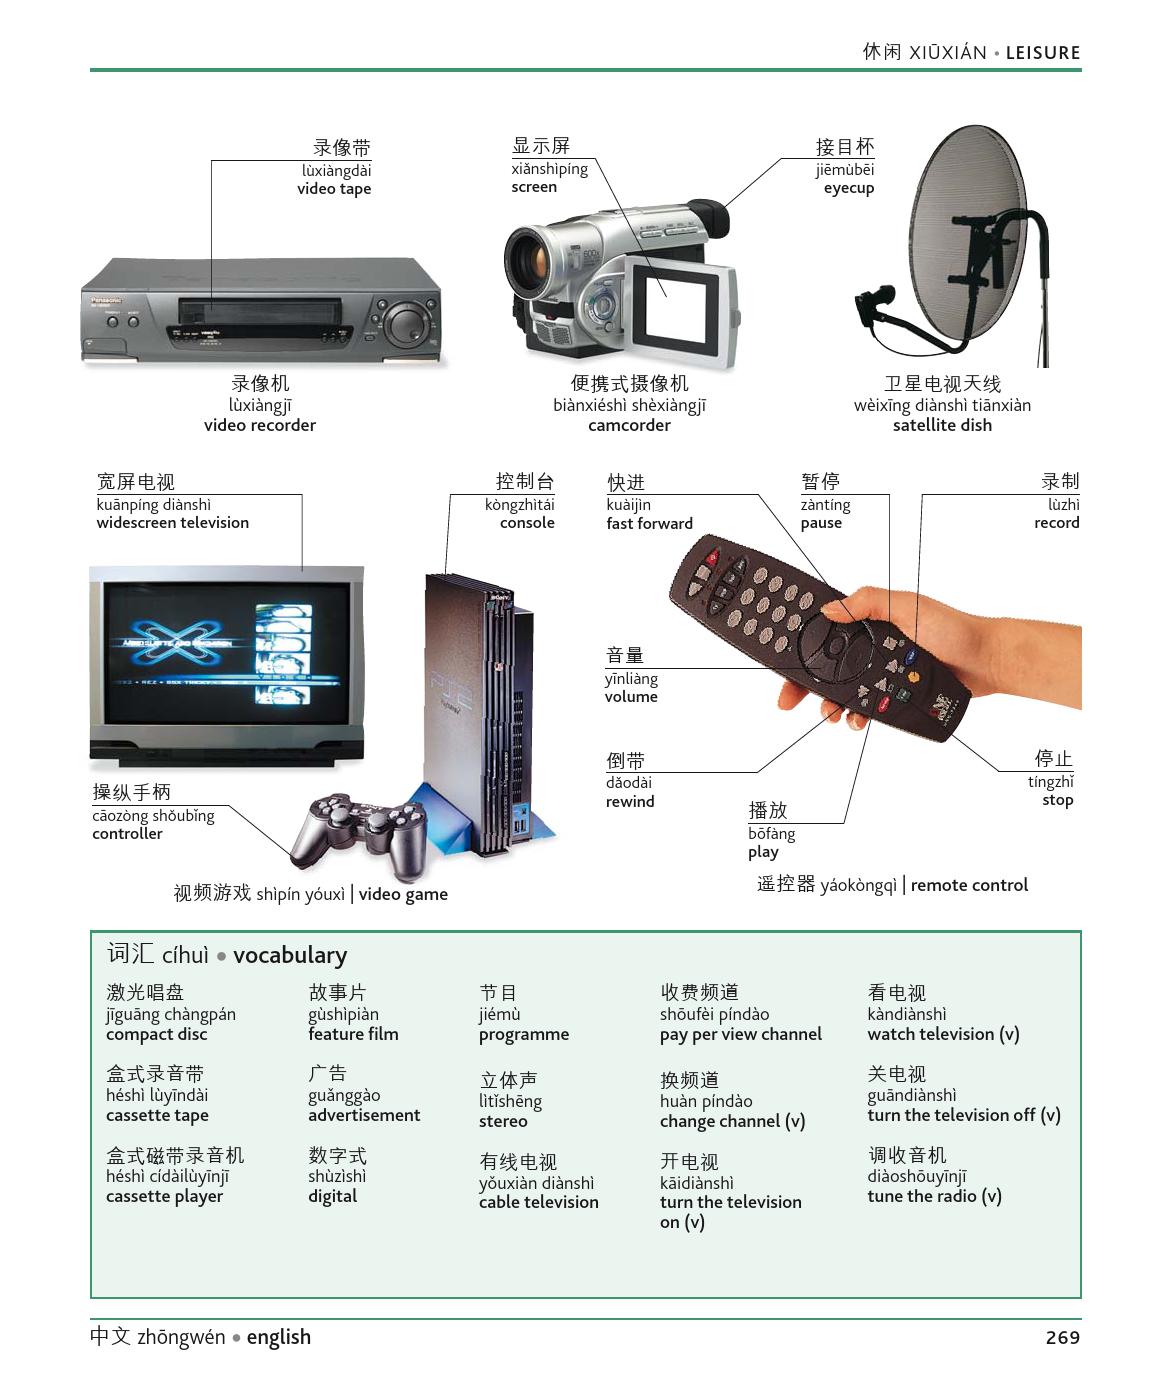 休闲 XIŪXIÁN • LEISURE
录像带
lùxiàngdài
video tape
显示屏
xiǎnshìpíng
screen
接目杯
jiēmùbēi
eyecup
Panasonic
录像机
lùxiàngjī
video recorder
便携式摄像机
biànxiéshì shèxiàngjī
camcorder
卫星电视天线
wèixīng diànshì tiānxiàn
satellite dish
宽屏电视
kuānpíng diànshì
widescreen television
控制台
kòngzhìtái
console
快进
kuàijìn
fast forward
暂停
zàntíng
pause
录制
lùzhì
record
SONY
PS2
音量
yīnliàng
volume
倒带
dǎodài
rewind
播放
bōfàng
play
停止
tíngzhǐ
stop
操纵手柄
cāozòng shǒubǐng
controller
视频游戏 shìpín yóuxì | video game
遥控器 yáokòngqì | remote control
词汇 cíhuì • vocabulary
激光唱盘
jīguāng chàngpán
compact disc
盒式录音带
héshì lùyīndài
cassette tape
盒式磁带录音机
héshì cídàilùyīnjī
cassette player
故事片
gùshìpiàn
feature film
广告
guǎnggào
advertisement
数字式
shùzìshì
digital
节目
jiémù
programme
立体声
lìtǐshēng
stereo
有线电视
yǒuxiàn diànshì
cable television
收费频道
shōufèi píndào
pay per view channel
换频道
huàn píndào
change channel (v)
开电视
kāidiànshì
turn the television
on (v)
看电视
kàndiànshì
watch television (v)
关电视
guāndiànshì
turn the television off (v)
调收音机
diàoshōuyīnjī
tune the radio (v)
中文 zhōngwén • english
269